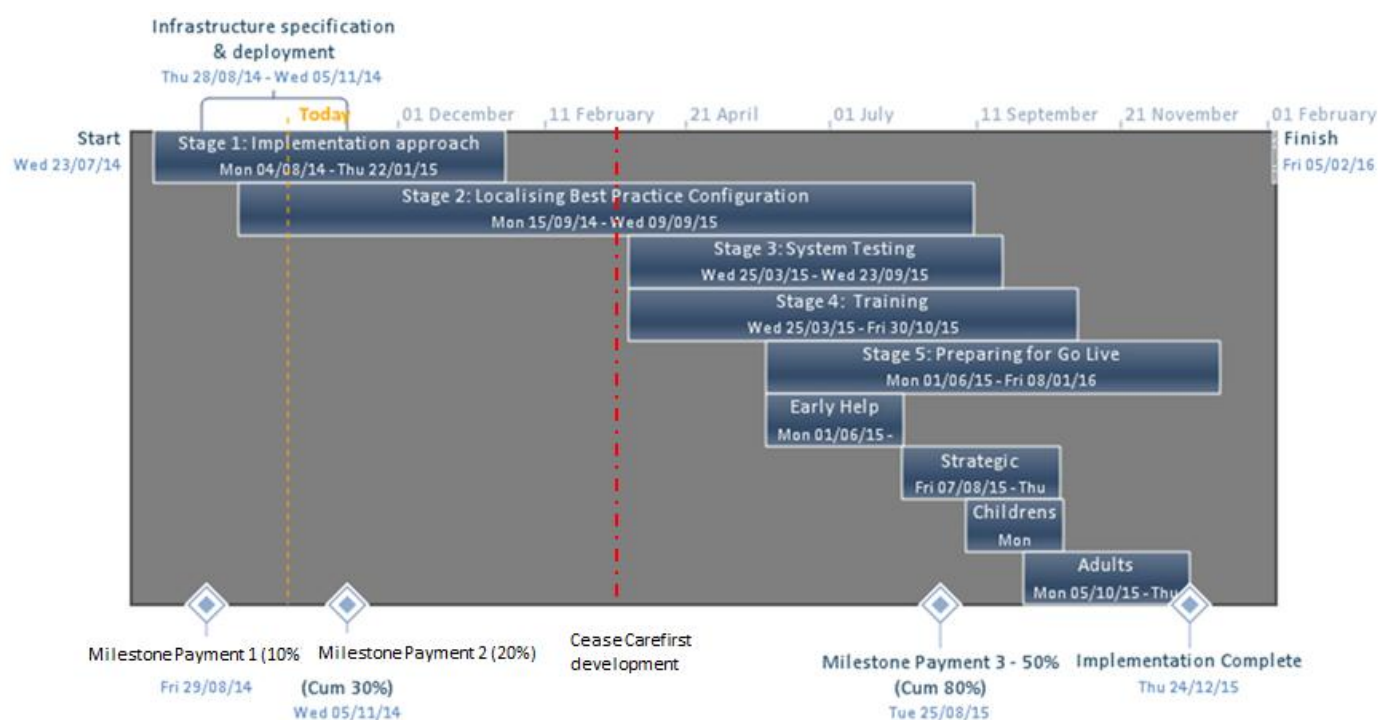 Infrastructure specification
& deployment
Thu 28/08/14 - Wed 05/11/14
Today
01 December
11 February
21 April
01 July
11 September
21 November
01 February
Start
Wed 23/07/14
Finish
Fri 05/02/16
Stage 1: Implementation approach
Mon 04/08/14 - Thu 22/01/15
Stage 2: Localising Best Practice Configuration
Mon 15/09/14 - Wed 09/09/15
Stage 3: System Testing
Wed 25/03/15 - Wed 23/09/15
Stage 4: Training
Wed 25/03/15 - Fri 30/10/15
Stage 5: Preparing for Go Live
Mon 01/06/15 - Fri 08/01/16
Early Help
Mon 01/06/15 -
Strategic
Fri 07/08/15 - Thu
Childrens
Mon
Adults
Mon 05/10/15 - Thu
Milestone Payment 1 (10%
Fri 29/08/14
Milestone Payment 2 (20%)
(Cum 30%)
Wed 05/11/14
Cease Carefirst
development
Milestone Payment 3 - 50%
(Cum 80%)
Tue 25/08/15
Implementation Complete
Thu 24/12/15